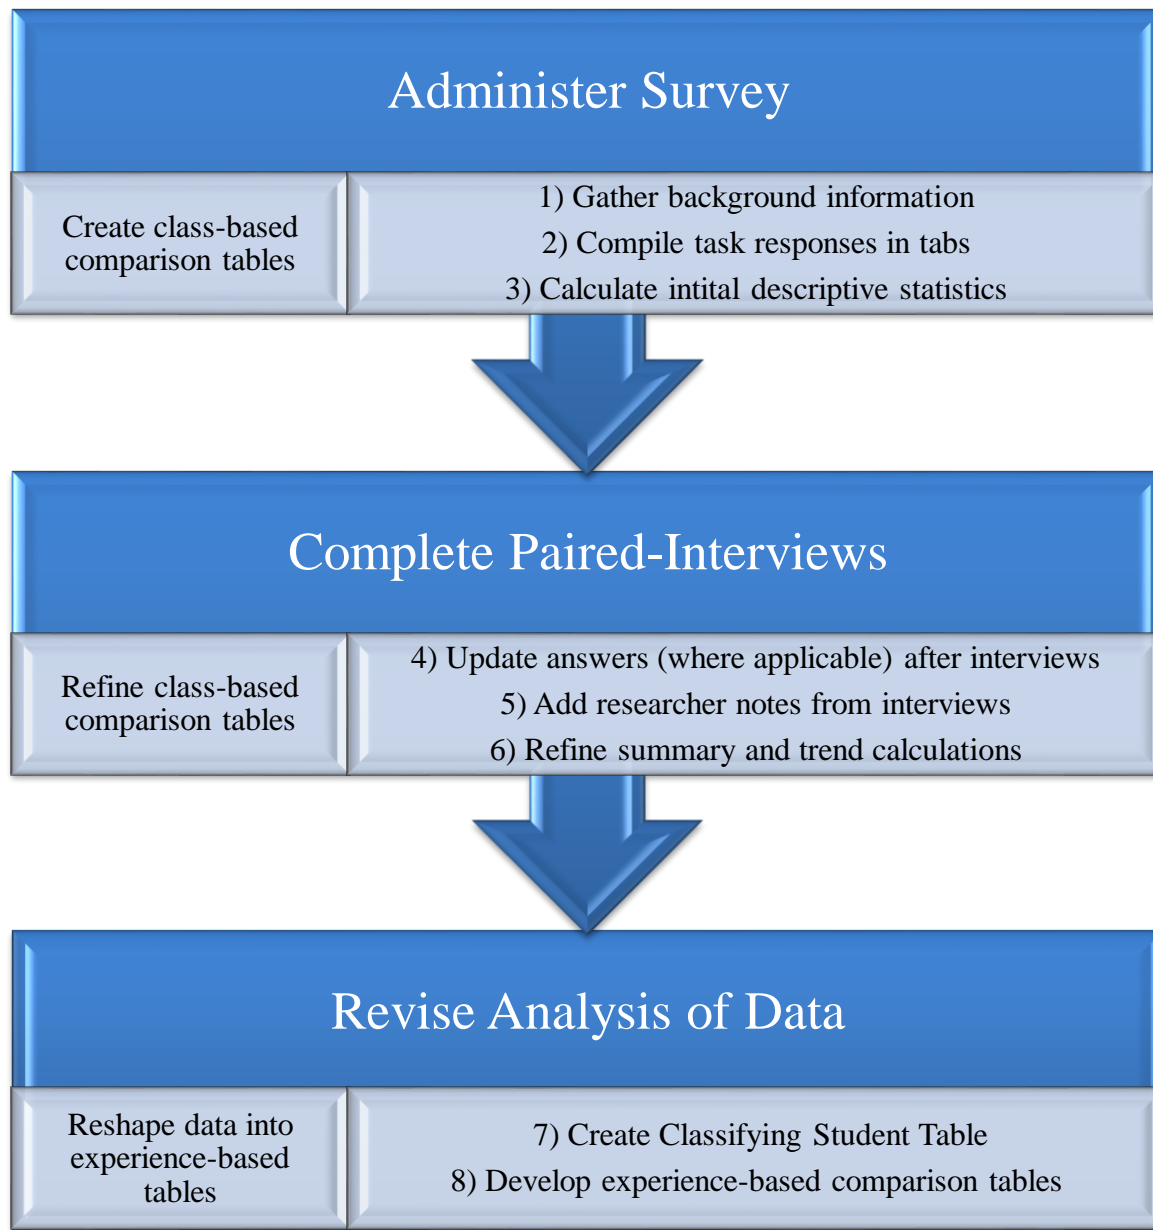 Administer Survey
Create class-based
comparison tables
1) Gather background information
2) Compile task responses in tabs
3) Calculate intital descriptive statistics
Complete Paired-Interviews
Refine class-based
comparison tables
4) Update answers (where applicable) after interviews
5) Add researcher notes from interviews
6) Refine summary and trend calculations
Revise Analysis of Data
Reshape data into
experience-based
tables
7) Create Classifying Student Table
8) Develop experience-based comparison tables